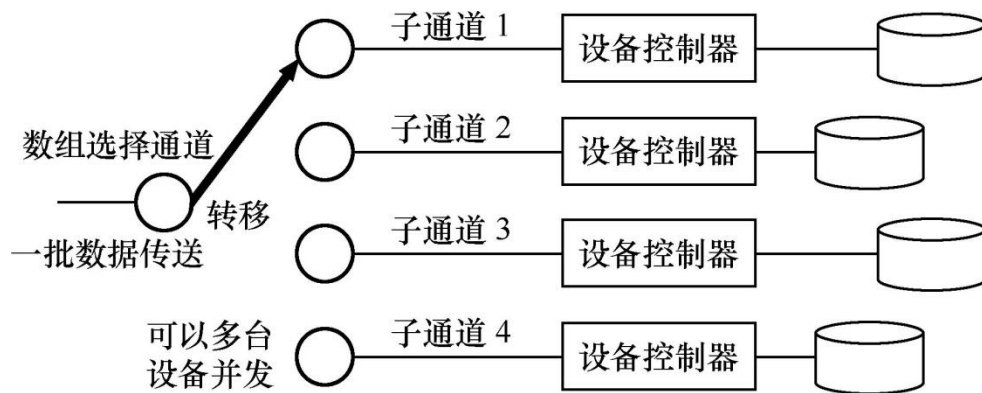 子通道 1
设备控制器
数组选择通道
子通道 2
设备控制器
转移
一批数据传送
子通道 3
设备控制器
可以多台
设备并发
子通道 4
设备控制器